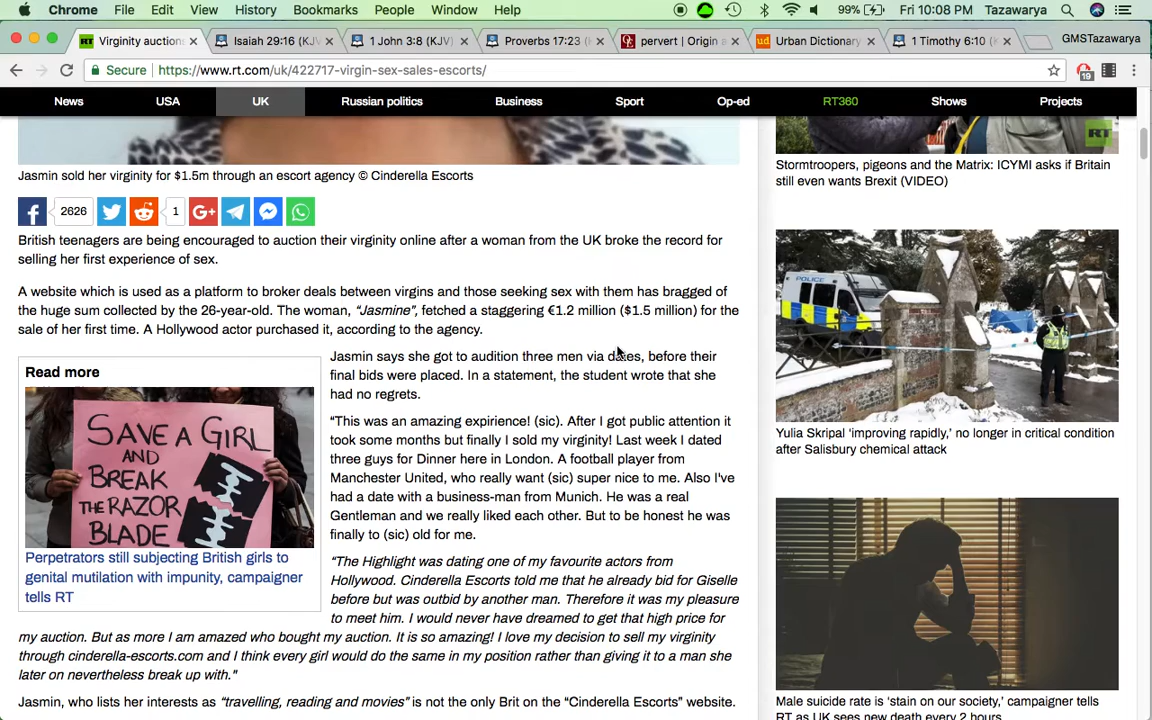 Chrome File Edit View History Bookmarks People Window Help 99% Fri 10:08 PM Tazawarya
Virginity auctions Isaiah 29:16 (KJV 1 John 3:8 (KJV) Proverbs 17:23 (K pervert | Origin a Urban Dictionary 1 Timothy 6:10 (K GMSTazawarya
Secure https://www.rt.com/uk/422717-virgin-sex-sales-escorts/ 19
News USA UK Russian politics Business Sport Op-ed RT360 Shows Projects
Jasmin sold her virginity for $1.5m through an escort agency © Cinderella Escorts
2626 1
British teenagers are being encouraged to auction their virginity online after a woman from the UK broke the record for
selling her first experience of sex.
A website which is used as a platform to broker deals between virgins and those seeking sex with them has bragged of
the huge sum collected by the 26-year-old. The woman, “Jasmine”, fetched a staggering €1.2 million ($1.5 million) for the
sale of her first time. A Hollywood actor purchased it, according to the agency.
Read more
SAVE A GIRL
AND
BREAK
THE RAZOR
BLADE
Perpetrators still subjecting British girls to
genital mutilation with impunity, campaigner
tells RT
Jasmin says she got to audition three men via dates, before their
final bids were placed. In a statement, the student wrote that she
had no regrets.
“This was an amazing expirience! (sic). After I got public attention it
took some months but finally I sold my virginity! Last week I dated
three guys for Dinner here in London. A football player from
Manchester United, who really want (sic) super nice to me. Also I've
had a date with a business-man from Munich. He was a real
Gentleman and we really liked each other. But to be honest he was
finally to (sic) old for me.
“The Highlight was dating one of my favourite actors from
Hollywood. Cinderella Escorts told me that he already bid for Giselle
before but was outbid by another man. Therefore it was my pleasure
to meet him. I would never have dreamed to get that high price for
my auction. But as more I am amazed who bought my auction. It is so amazing! I love my decision to sell my virginity
through cinderella-escorts.com and I think every girl would do the same in my position rather than giving it to a man she
later on nevertheless break up with.”
Jasmin, who lists her interests as “travelling, reading and movies” is not the only Brit on the “Cinderella Escorts” website.
RT
Stormtroopers, pigeons and the Matrix: ICYMI asks if Britain
still even wants Brexit (VIDEO)
POLICE
Yulia Skripal ‘improving rapidly,’ no longer in critical condition
after Salisbury chemical attack
Male suicide rate is ‘stain on our society,’ campaigner tells
RT as UK sees new death every 2 hours